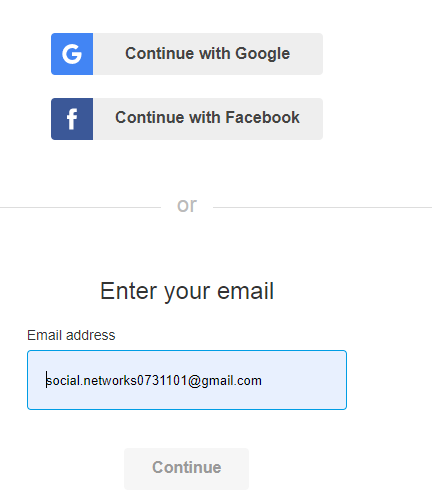 G Continue with Google
f Continue with Facebook
or
Enter your email
Email address
social.networks0731101@gmail.com
Continue